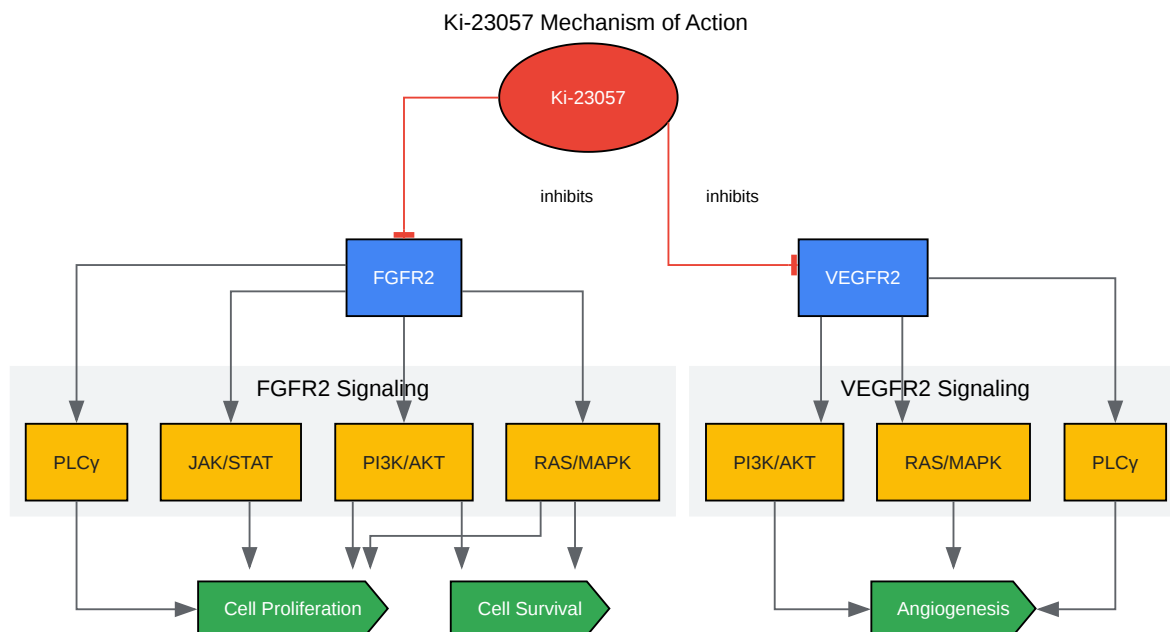 Ki-23057 Mechanism of Action
Ki-23057
inhibits
inhibits
FGFR2
VEGFR2
FGFR2 Signaling
VEGFR2 Signaling
PLCγ
JAK/STAT
PI3K/AKT
RAS/MAPK
PI3K/AKT
RAS/MAPK
PLCγ
Cell Proliferation
Cell Survival
Angiogenesis